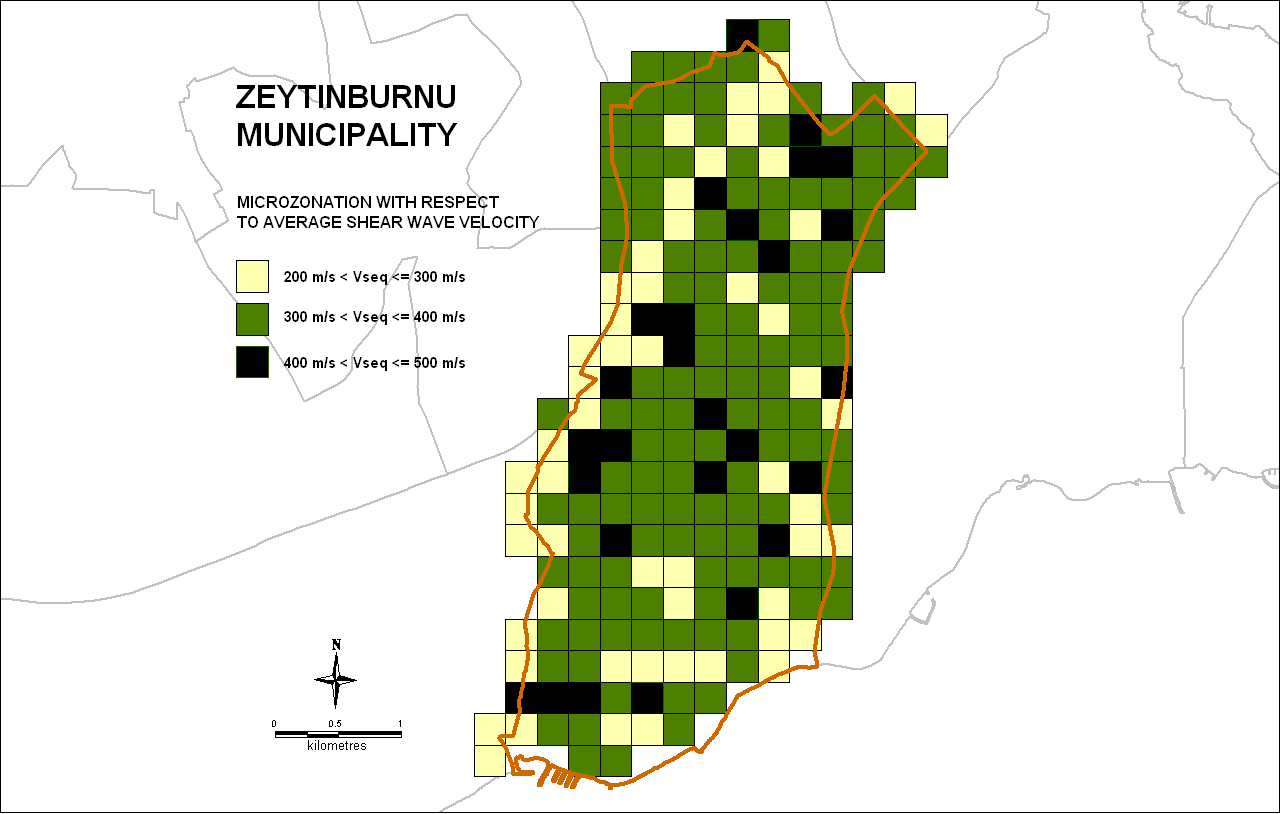 ZEYTINBURNU
MUNICIPALITY
MICROZONATION WITH RESPECT
TO AVERAGE SHEAR WAVE VELOCITY
200 m/s < Vseq <= 300 m/s
300 m/s < Vseq <= 400 m/s
400 m/s < Vseq <= 500 m/s
N
0 0.5 1
kilometres